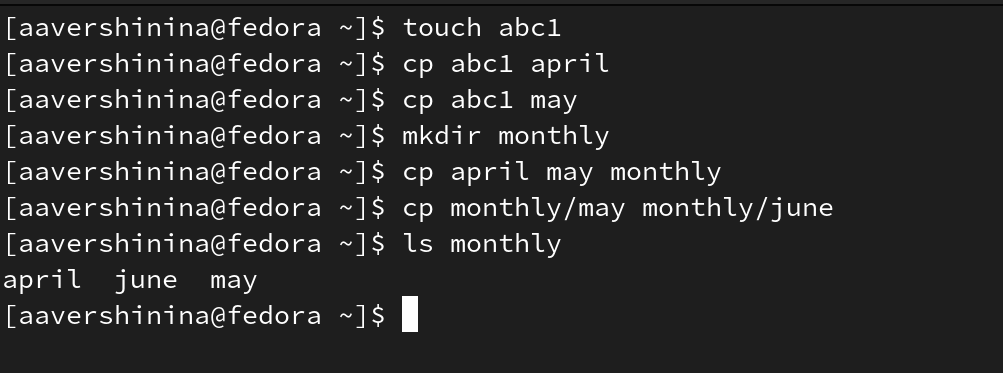 [aavershinina@fedora ~]$ touch abc1
[aavershinina@fedora ~]$ cp abc1 april
[aavershinina@fedora ~]$ cp abc1 may
[aavershinina@fedora ~]$ mkdir monthly
[aavershinina@fedora ~]$ cp april may monthly
[aavershinina@fedora ~]$ cp monthly/may monthly/june
[aavershinina@fedora ~]$ ls monthly
april  june  may
[aavershinina@fedora ~]$